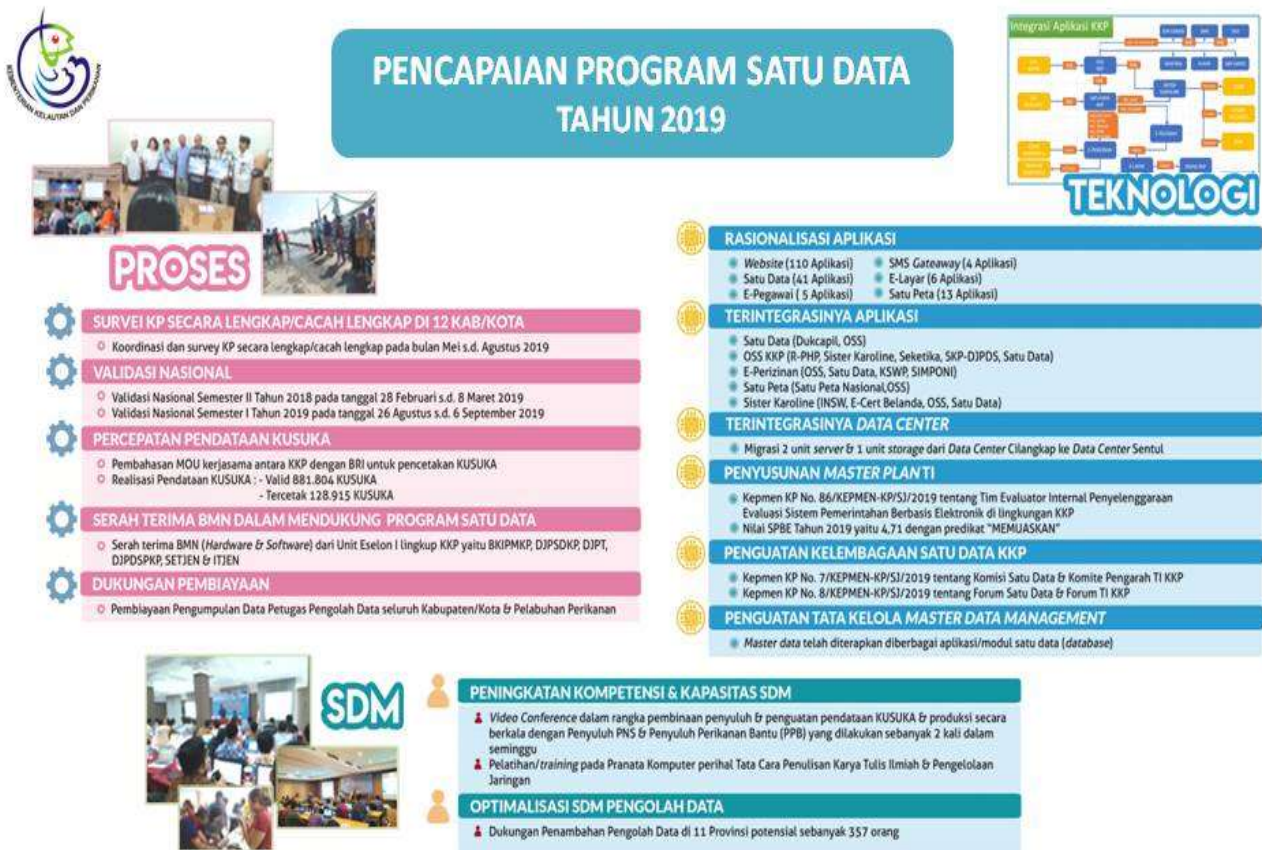 KEMENTERIAN KELAUTAN DAN PERIKANAN
PENCAPAIAN PROGRAM SATU DATA
TAHUN 2019
Integrasi Aplikasi KKP
PROSES
SURVEI KP SECARA LENGKAP/CACAH LENGKAP DI 12 KAB/KOTA
Koordinasi dan survey KP secara lengkap/cacah lengkap pada bulan Mei s.d. Agustus 2019
VALIDASI NASIONAL
Validasi Nasional Semester II Tahun 2018 pada tanggal 28 Februari s.d. 8 Maret 2019
Validasi Nasional Semester I Tahun 2019 pada tanggal 26 Agustus s.d. 6 September 2019
PERCEPATAN PENDATAAN KUSUKA
Pembahasan MOU kerjasama antara KKP dengan BRI untuk pencetakan KUSUKA
Realisasi Pendataan KUSUKA : - Valid 881.804 KUSUKA
- Tercetak 128.915 KUSUKA
SERAH TERIMA BMN DALAM MENDUKUNG PROGRAM SATU DATA
Serah terima BMN (Hardware & Software) dari Unit Eselon I lingkup KKP yaitu BKIPMKP, DJPSDKP, DJPT,
DJPDSPKP, SETJEN & ITJEN
DUKUNGAN PEMBIAYAAN
Pembiayaan Pengumpulan Data Petugas Pengolah Data seluruh Kabupaten/Kota & Pelabuhan Perikanan
TEKNOLOGI
RASIONALISASI APLIKASI
Website (110 Aplikasi)
Satu Data (41 Aplikasi)
E-Pegawai ( 5 Aplikasi)
SMS Gateaway (4 Aplikasi)
E-Layar (6 Aplikasi)
Satu Peta (13 Aplikasi)
TERINTEGRASINYA APLIKASI
Satu Data (Dukcapil, OSS)
OSS KKP (R-PHP, Sister Karoline, Seketika, SKP-DJPDS, Satu Data)
E-Perizinan (OSS, Satu Data, KSWP, SIMPONI)
Satu Peta (Satu Peta Nasional,OSS)
Sister Karoline (INSW, E-Cert Belanda, OSS, Satu Data)
TERINTEGRASINYA DATA CENTER
Migrasi 2 unit server & 1 unit storage dari Data Center Cilangkap ke Data Center Sentul
PENYUSUNAN MASTER PLAN TI
Kepmen KP No. 86/KEPMEN-KP/SJ/2019 tentang Tim Evaluator Internal Penyelenggaraan
Evaluasi Sistem Pemerintahan Berbasis Elektronik di lingkungan KKP
Nilai SPBE Tahun 2019 yaitu 4,71 dengan predikat "MEMUASKAN"
PENGUATAN KELEMBAGAAN SATU DATA KKP
Kepmen KP No. 7/KEPMEN-KP/SJ/2019 tentang Komisi Satu Data & Komite Pengarah TI KKP
Kepmen KP No. 8/KEPMEN-KP/SJ/2019 tentang Forum Satu Data & Forum TI KKP
PENGUATAN TATA KELOLA MASTER DATA MANAGEMENT
Master data telah diterapkan diberbagai aplikasi/modul satu data (database)
SDM
PENINGKATAN KOMPETENSI & KAPASITAS SDM
Video Conference dalam rangka pembinaan penyuluh & penguatan pendataan KUSUKA & produksi secara
berkala dengan Penyuluh PNS & Penyuluh Perikanan Bantu (PPB) yang dilakukan sebanyak 2 kali dalam
seminggu
Pelatihan/training pada Pranata Komputer perihal Tata Cara Penulisan Karya Tulis Ilmiah & Pengelolaan
Jaringan
OPTIMALISASI SDM PENGOLAH DATA
Dukungan Penambahan Pengolah Data di 11 Provinsi potensial sebanyak 357 orang